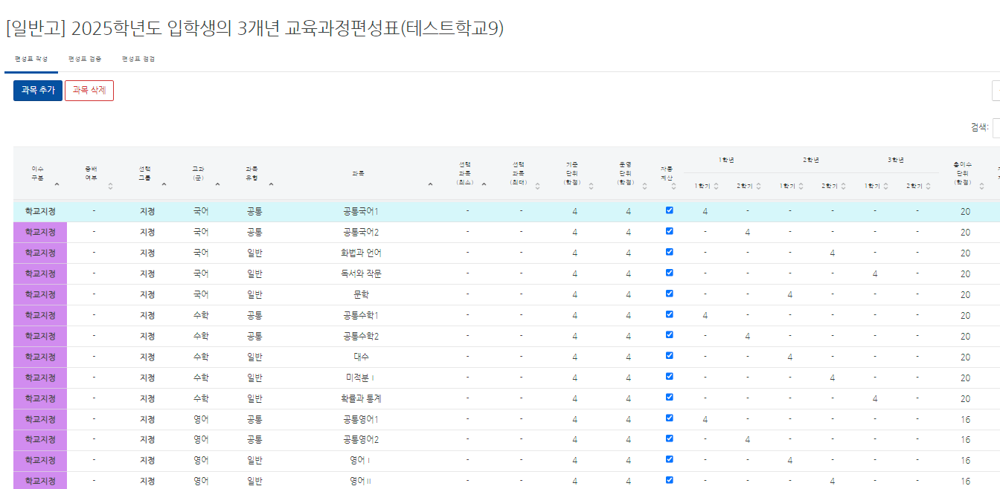 [일반고] 2025학년도 입학생의 3개년 교육과정편성표(테스트학교9)
편성표 작성 편성표 검증 편성표 점검
과목 추가 과목 삭제
검색:
이수 구분 증배 여부 선택 그룹 교과 (군) 과목 유형 과목 선택 과목 (최소) 선택 과목 (최대) 기준 단위 (학점) 운영 단위 (학점) 자동 계산 1학년 2학년 3학년 총이수 단위 (학점)
1학기 2학기 1학기 2학기 1학기 2학기
학교지정 - 지정 국어 공통 공통국어1 - - 4 4 4 - - - - - 20
학교지정 - 지정 국어 공통 공통국어2 - - 4 4 - 4 - - - - 20
학교지정 - 지정 국어 일반 화법과 언어 - - 4 4 - - - 4 - - 20
학교지정 - 지정 국어 일반 독서와 작문 - - 4 4 - - - - 4 - 20
학교지정 - 지정 국어 일반 문학 - - 4 4 - - 4 - - - 20
학교지정 - 지정 수학 공통 공통수학1 - - 4 4 4 - - - - - 20
학교지정 - 지정 수학 공통 공통수학2 - - 4 4 - 4 - - - - 20
학교지정 - 지정 수학 일반 대수 - - 4 4 - - 4 - - - 20
학교지정 - 지정 수학 일반 미적분Ⅰ - - 4 4 - - - 4 - - 20
학교지정 - 지정 수학 일반 확률과 통계 - - 4 4 - - - - 4 - 20
학교지정 - 지정 영어 공통 공통영어1 - - 4 4 4 - - - - - 16
학교지정 - 지정 영어 공통 공통영어2 - - 4 4 - 4 - - - - 16
학교지정 - 지정 영어 일반 영어Ⅰ - - 4 4 - - 4 - - - 16
학교지정 - 지정 영어 일반 영어Ⅱ - - 4 4 - - - 4 - - 16